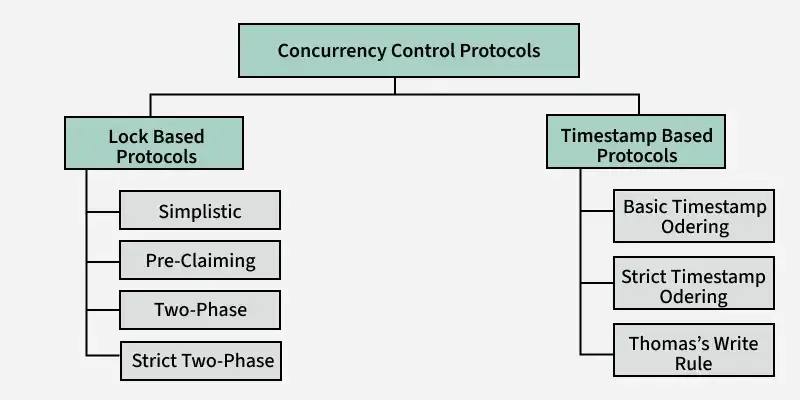 Concurrency Control Protocols
Lock Based
Protocols
Simplistic
Pre-Claiming
Two-Phase
Strict Two-Phase
Timestamp Based
Protocols
Basic Timestamp
Odering
Strict Timestamp
Odering
Thomas’s Write
Rule